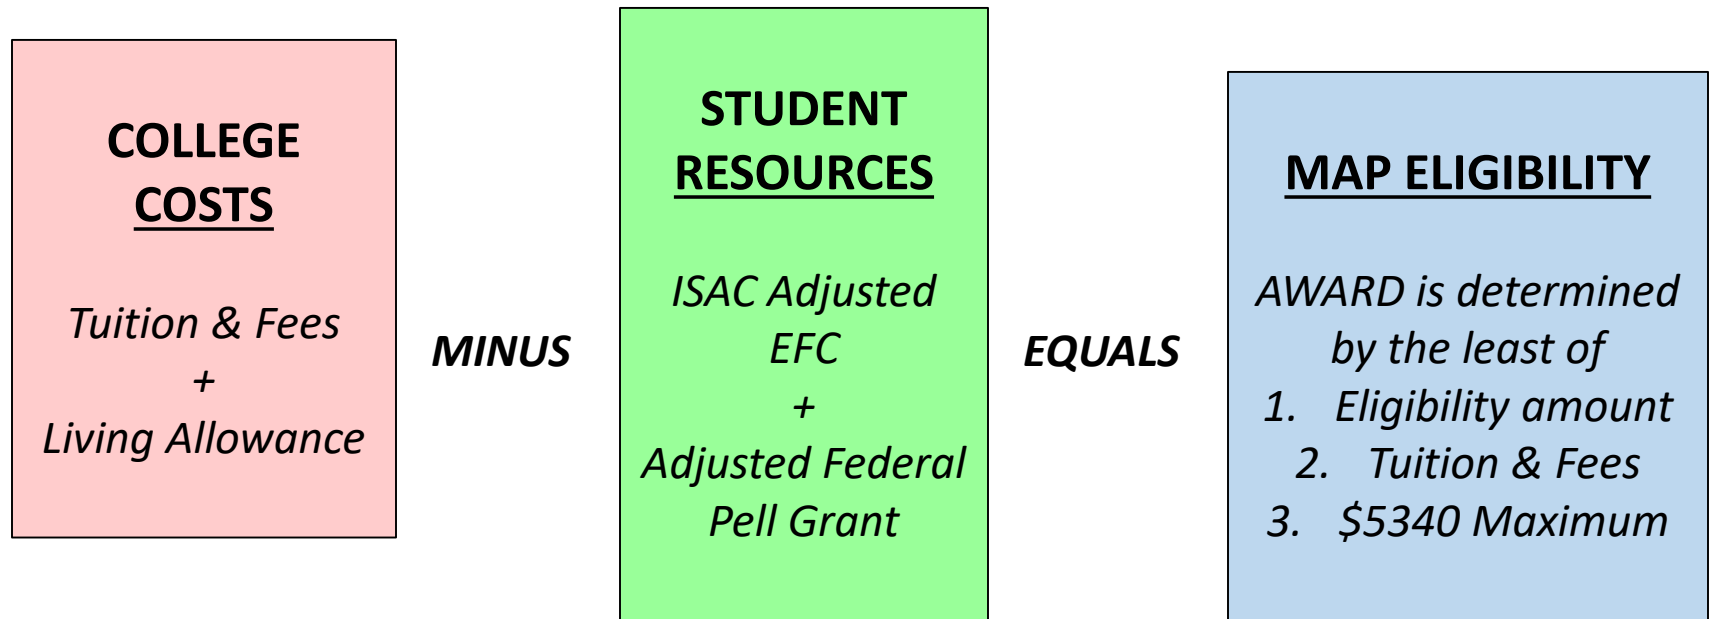 COLLEGE
COSTS
Tuition & Fees
+
Living Allowance
MINUS
STUDENT
RESOURCES
ISAC Adjusted
EFC
+
Adjusted Federal
Pell Grant
EQUALS
MAP ELIGIBILITY
AWARD is determined
by the least of
1. Eligibility amount
2. Tuition & Fees
3. $5340 Maximum